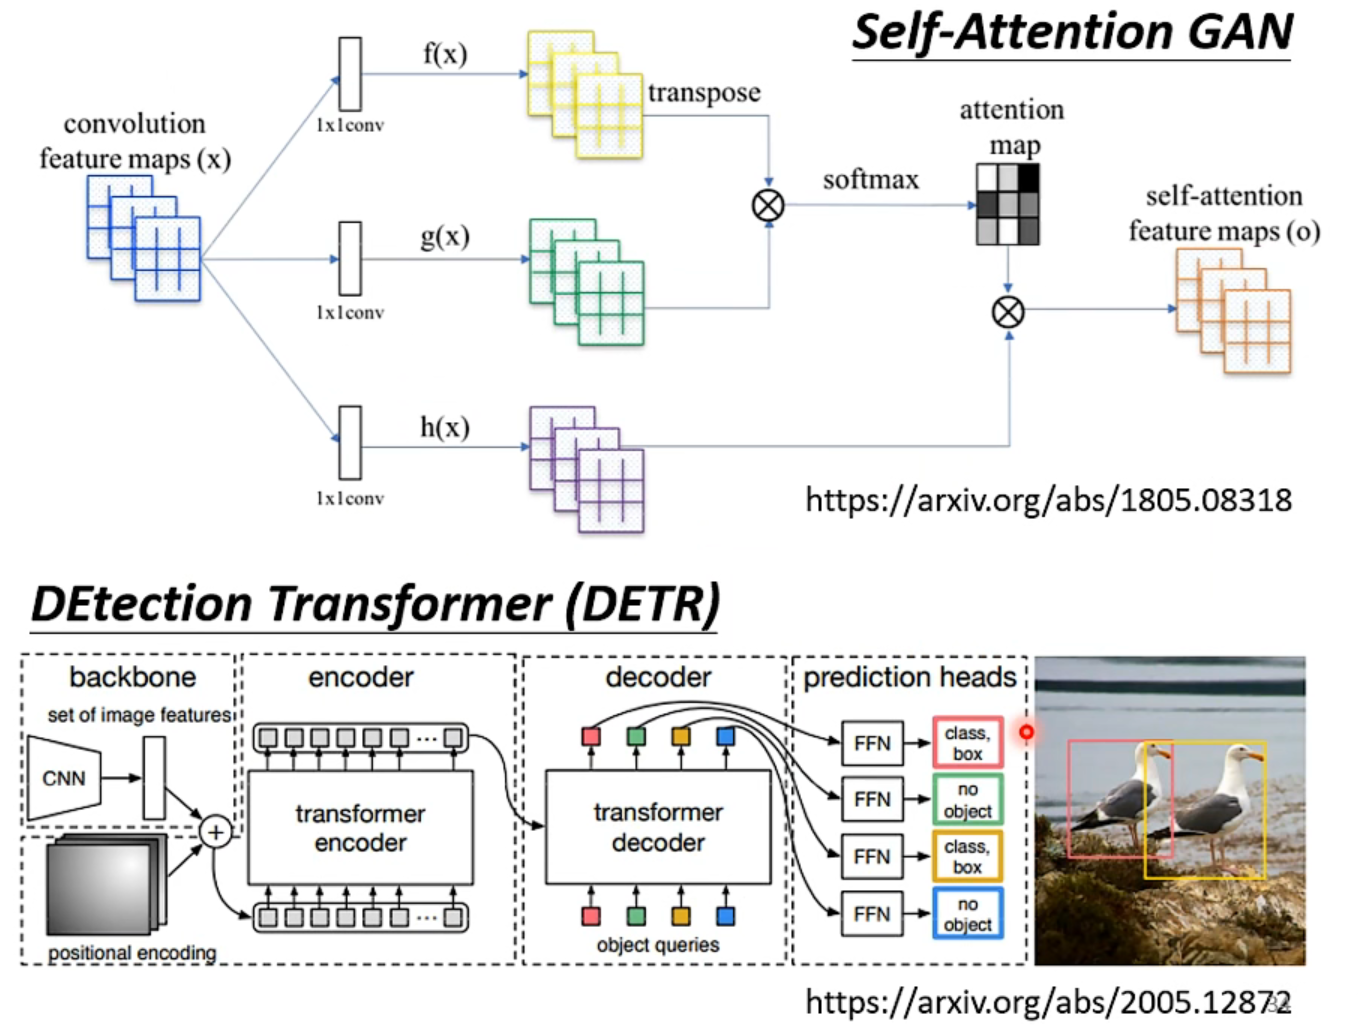 Self-Attention GAN
convolution
feature maps (x)
f(x)
1x1conv
transpose
g(x)
1x1conv
h(x)
1x1conv
softmax
attention
map
self-attention
feature maps (o)
https://arxiv.org/abs/1805.08318
DEtection Transformer (DETR)
backbone
set of image features
CNN
+
positional encoding
encoder
...
transformer
encoder
...
decoder
transformer
decoder
object queries
prediction heads
FFN
class,
box
FFN
no
object
FFN
class,
box
FFN
no
object
https://arxiv.org/abs/2005.12872
34